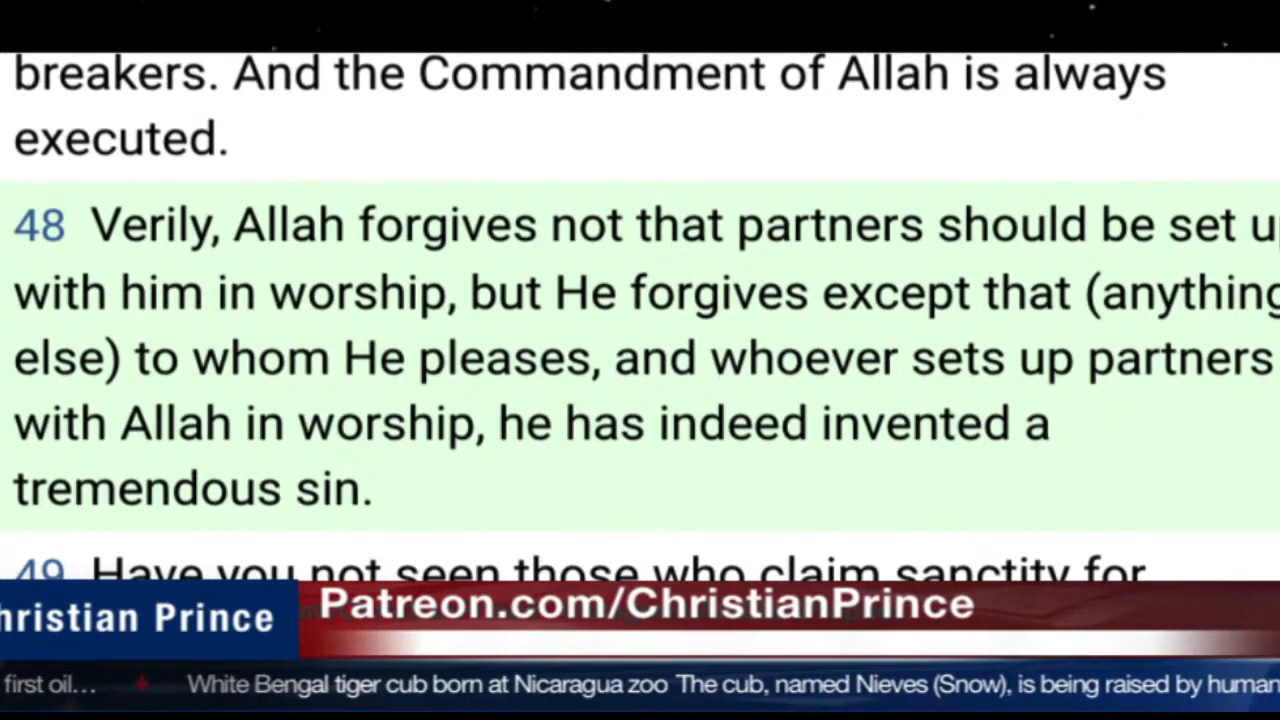 breakers. And the Commandment of Allah is always
executed.
48 Verily, Allah forgives not that partners should be set u
with him in worship, but He forgives except that (anything
else) to whom He pleases, and whoever sets up partners
with Allah in worship, he has indeed invented a
tremendous sin.
49 Have you not seen those who claim sanctity for
hristian Prince
Patreon.com/ChristianPrince
first oil... White Bengal tiger cub born at Nicaragua zoo The cub, named Nieves (Snow), is being raised by human